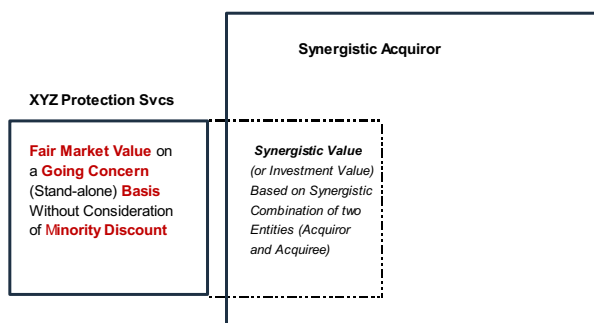 Synergistic Acquiror
XYZ Protection Svcs
Fair Market Value on
a Going Concern
(Stand-alone) Basis
Without Consideration
of Minority Discount
Synergistic Value
(or Investment Value)
Based on Synergistic
Combination of two
Entities (Acquiror
and Acquiree)